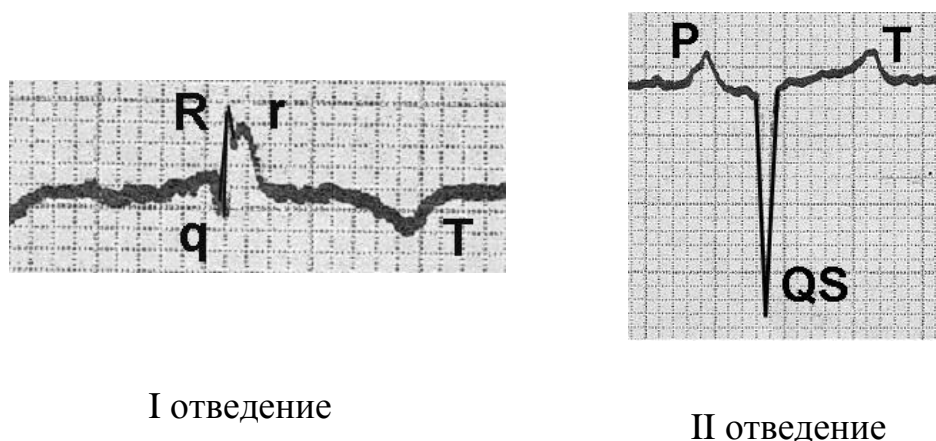 P T
R r
q T
QS
I отведение
II отведение